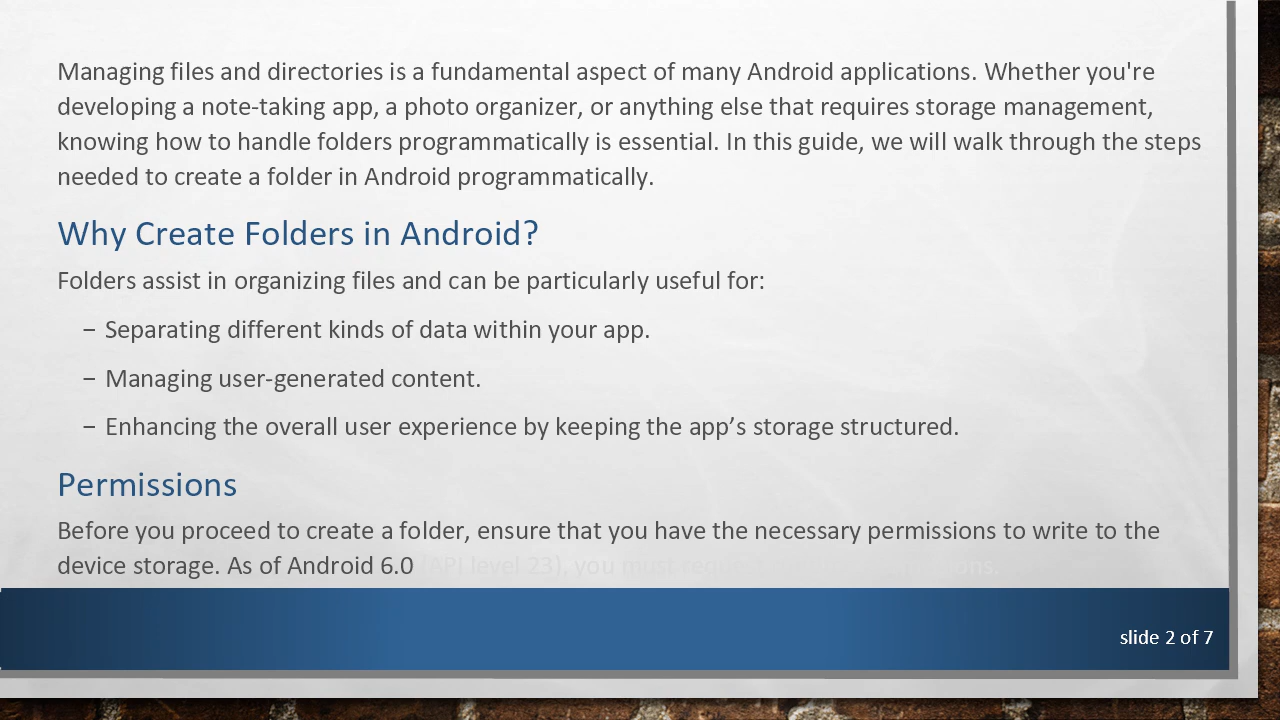 Managing files and directories is a fundamental aspect of many Android applications. Whether you're
developing a note-taking app, a photo organizer, or anything else that requires storage management,
knowing how to handle folders programmatically is essential. In this guide, we will walk through the steps
needed to create a folder in Android programmatically.
Why Create Folders in Android?
Folders assist in organizing files and can be particularly useful for:
– Separating different kinds of data within your app.
– Managing user-generated content.
– Enhancing the overall user experience by keeping the app’s storage structured.
Permissions
Before you proceed to create a folder, ensure that you have the necessary permissions to write to the
device storage. As of Android 6.0 (API level 23), you must
slide 2 of 7